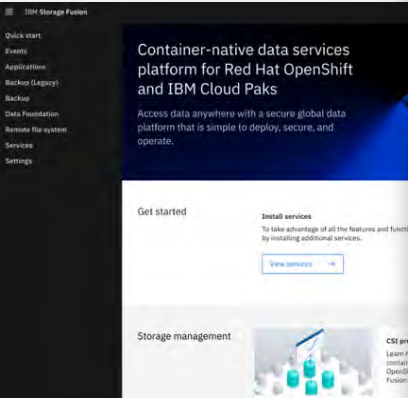 IBM Storage Fusion
Quick start
Events
Applications
Backup (Legacy)
Backup
Data Foundation
Remote file system
Services
Settings
Container-native data services
platform for Red Hat OpenShift
and IBM Cloud Paks
Access data anywhere with a secure global data
platform that is simple to deploy, secure, and
operate.
Get started
Install services
To take advantage of all the features and
by installing additional services.
View services →
Storage management
CSI
Learn
Fusion